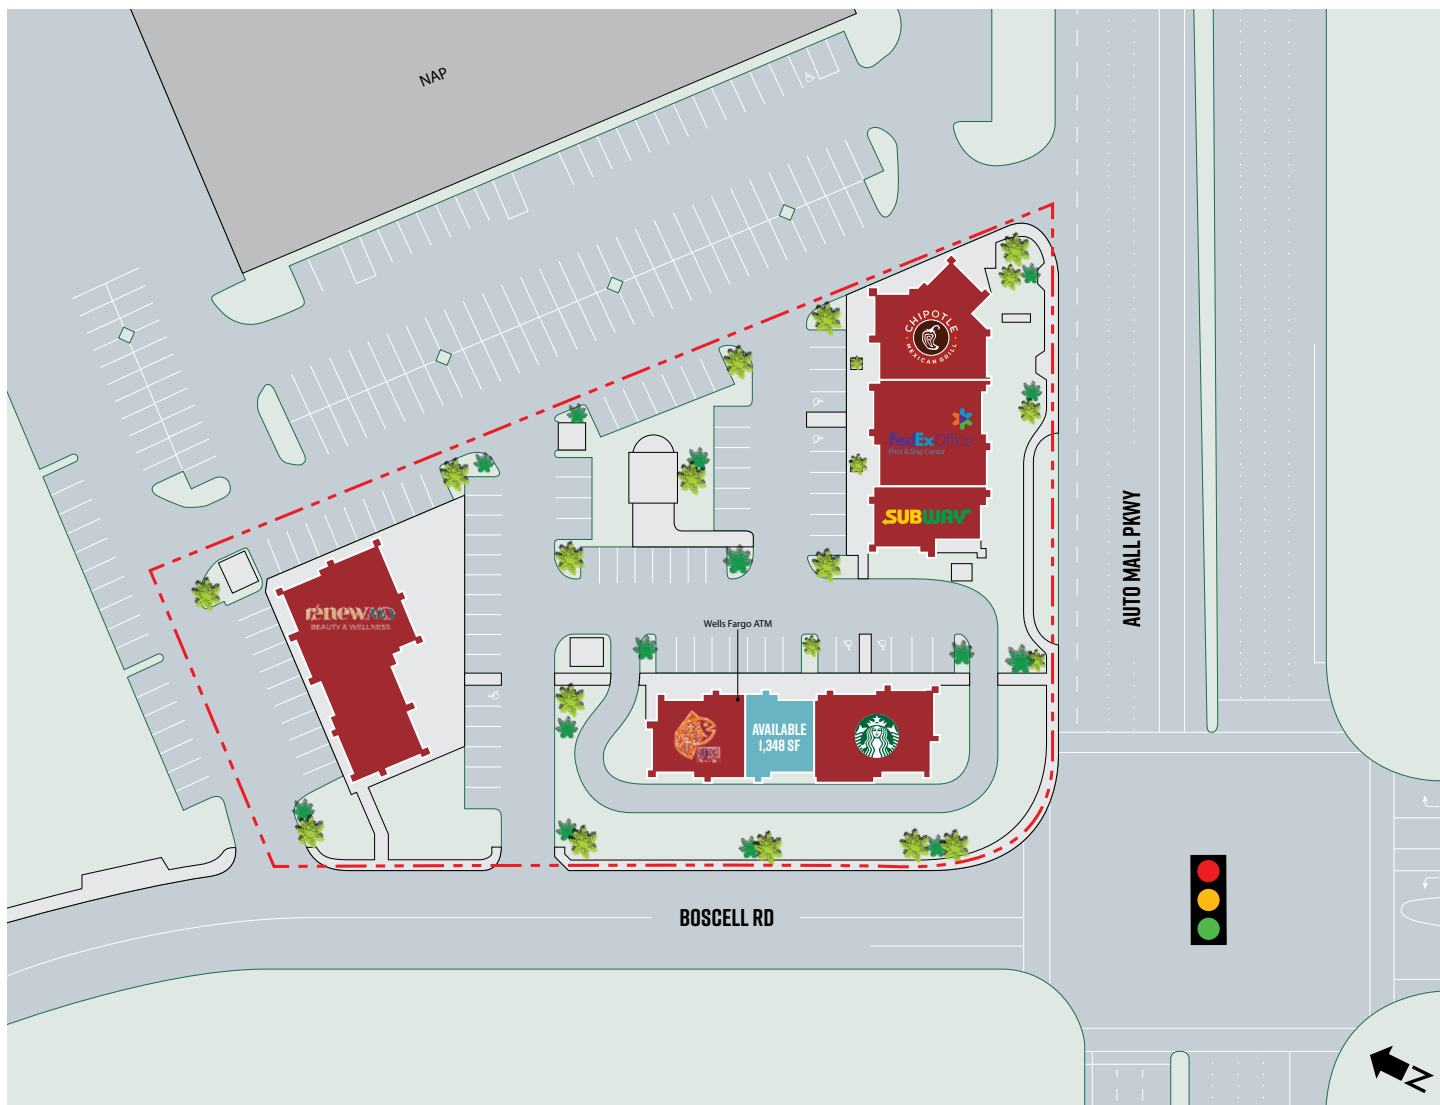 NAP
CHIPOTLE
MEXICAN GRILL
FedEx Office
Print & Ship Center
SUBWAY
AUTO MALL PKWY
rénewMD
BEAUTY & WELLNESS
Wells Fargo ATM
AVAILABLE
1,348 SF
BOSCELL RD
N